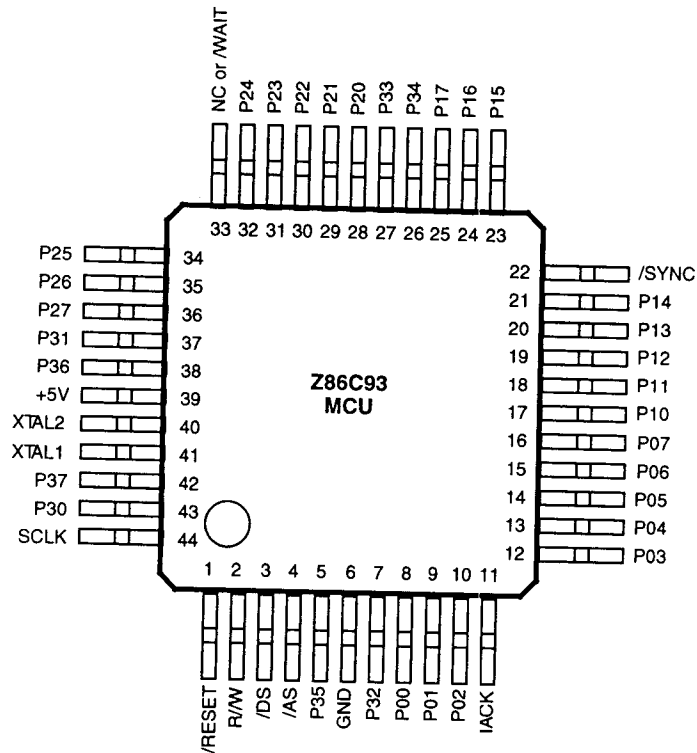 NC or /WAIT
P24
P23
P22
P21
P20
P33
P34
P17
P16
P15
33 32 31 30 29 28 27 26 25 24 23
P25 34
P26 35
P27 36
P31 37
P36 38
+5V 39
XTAL2 40
XTAL1 41
P37 42
P30 43
SCLK 44
Z86C93
MCU
22 /SYNC
21 P14
20 P13
19 P12
18 P11
17 P10
16 P07
15 P06
14 P05
13 P04
12 P03
1 2 3 4 5 6 7 8 9 10 11
/RESET
R//W
/DS
/AS
P35
GND
P32
P00
P01
P02
IACK